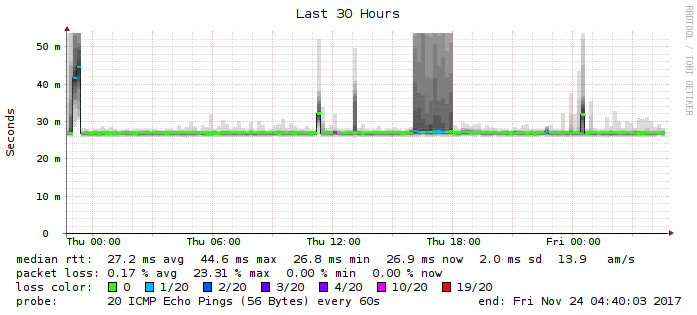 Last 30 Hours
RRDTOOL / TOBI OETIKER
Seconds
50 m
40 m
30 m
20 m
10 m
0
Thu 00:00 Thu 06:00 Thu 12:00 Thu 18:00 Fri 00:00
median rtt: 27.2 ms avg 44.6 ms max 26.8 ms min 26.9 ms now 2.0 ms sd 13.9 am/s
packet loss: 0.17 % avg 23.31 % max 0.00 % min 0.00 % now
loss color: 0 1/20 2/20 3/20 4/20 10/20 19/20
probe: 20 ICMP Echo Pings (56 Bytes) every 60s end: Fri Nov 24 04:40:03 2017